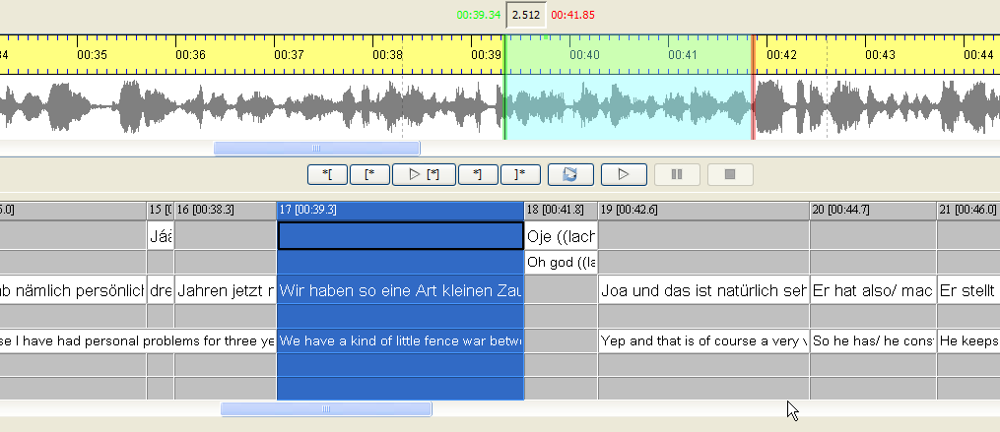 00:39.34 2.512 00:41.85
34 00:35 00:36 00:37 00:38 00:39 00:40 00:41 00:42 00:43 00:44
*[ [* [*] *] ]*
5.0] 15 [0 16 [00:38.3] 17 [00:39.3] 18 [00:41.8] 19 [00:42.6] 20 [00:44.7] 21 [00:46.0]
Jáá Oje ((lach
Oh god ((la
ab nämlich persönlich drei Jahren jetzt n Wir haben so eine Art kleinen Zau Joa und das ist natürlich seh Er hat also/ mac Er stellt
se I have had personal problems for three ye We have a kind of little fence war betwe Yep and that is of course a very v So he has/ he cons He keeps